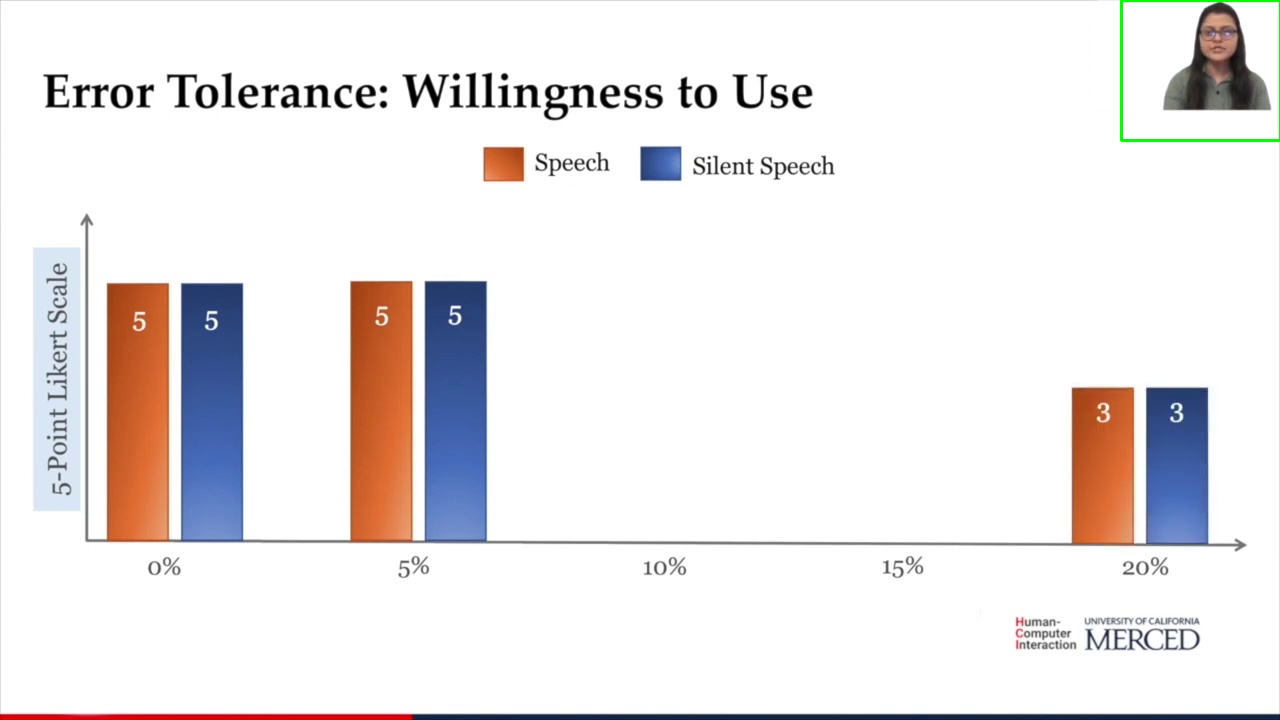 Error Tolerance: Willingness to Use
Speech
Silent Speech
5-Point Likert Scale
5
5
5
5
3
3
0%
5%
10%
15%
20%
Human-
Computer
Interaction
UNIVERSITY OF CALIFORNIA
MERCED